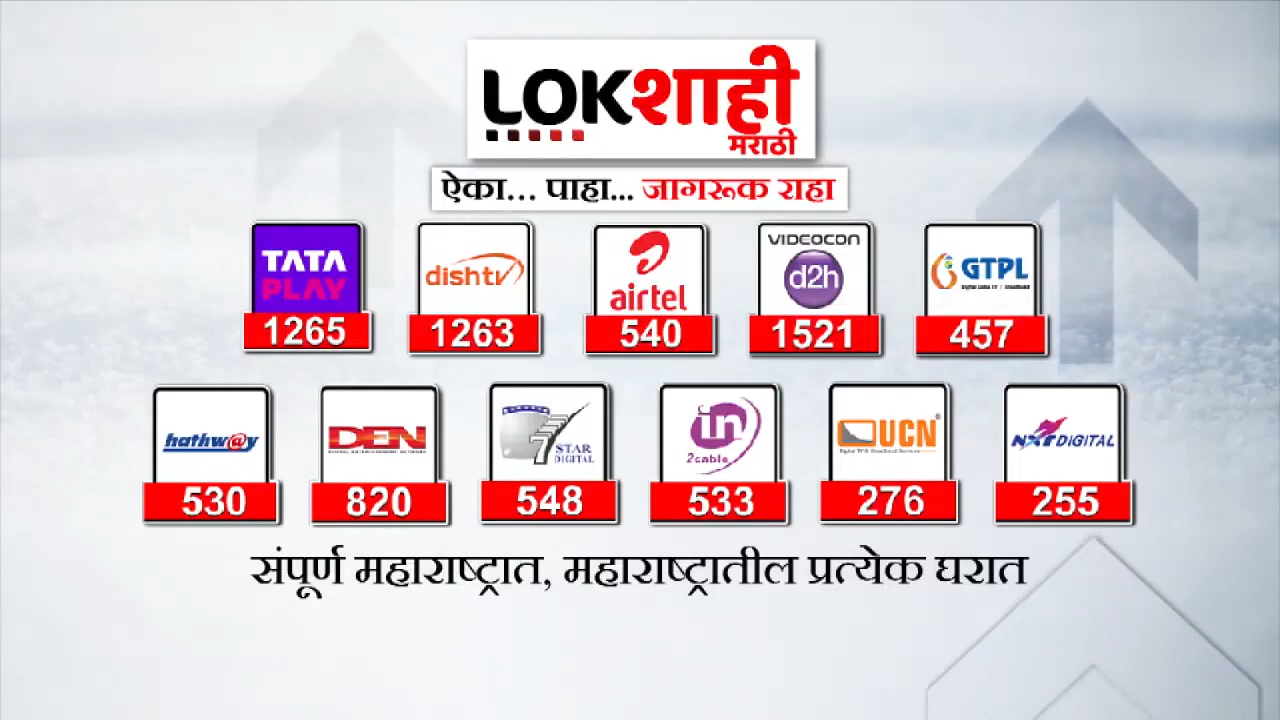 LOKशाही
मराठी
ऐका... पाहा... जागरूक राहा
TATA PLAY
1265
dishtv
1263
airtel
540
VIDEOCON d2h
1521
GTPL
457
hathway
530
DEN
820
7 STAR DIGITAL
548
in 2cable
533
UCN
276
NXT DIGITAL
255
संपूर्ण महाराष्ट्रात, महाराष्ट्रातील प्रत्येक घरात